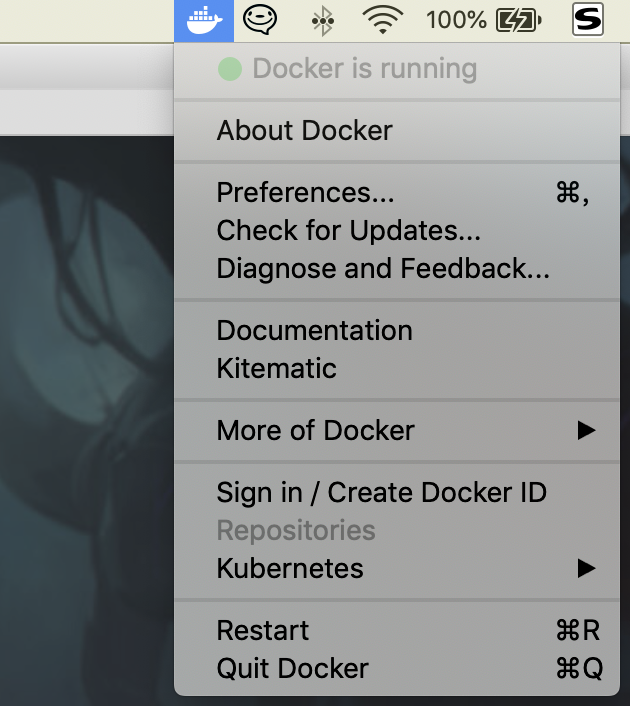 100%
S
Docker is running
About Docker
Preferences... ⌘,
Check for Updates...
Diagnose and Feedback...
Documentation
Kitematic
More of Docker ▶
Sign in / Create Docker ID
Repositories
Kubernetes ▶
Restart ⌘R
Quit Docker ⌘Q